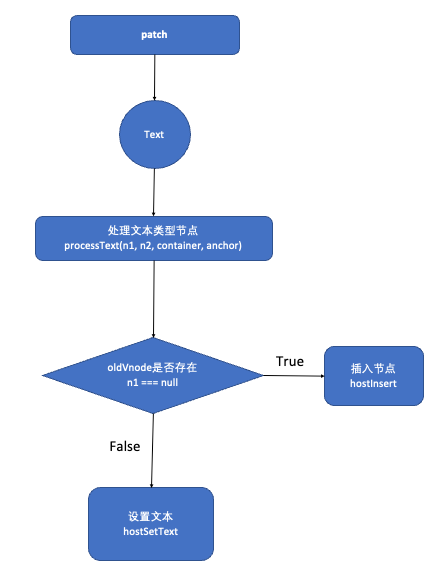 patch
Text
处理文本类型节点
processText(n1, n2, container, anchor)
oldVnode是否存在
n1 === null
True
插入节点
hostInsert
False
设置文本
hostSetText